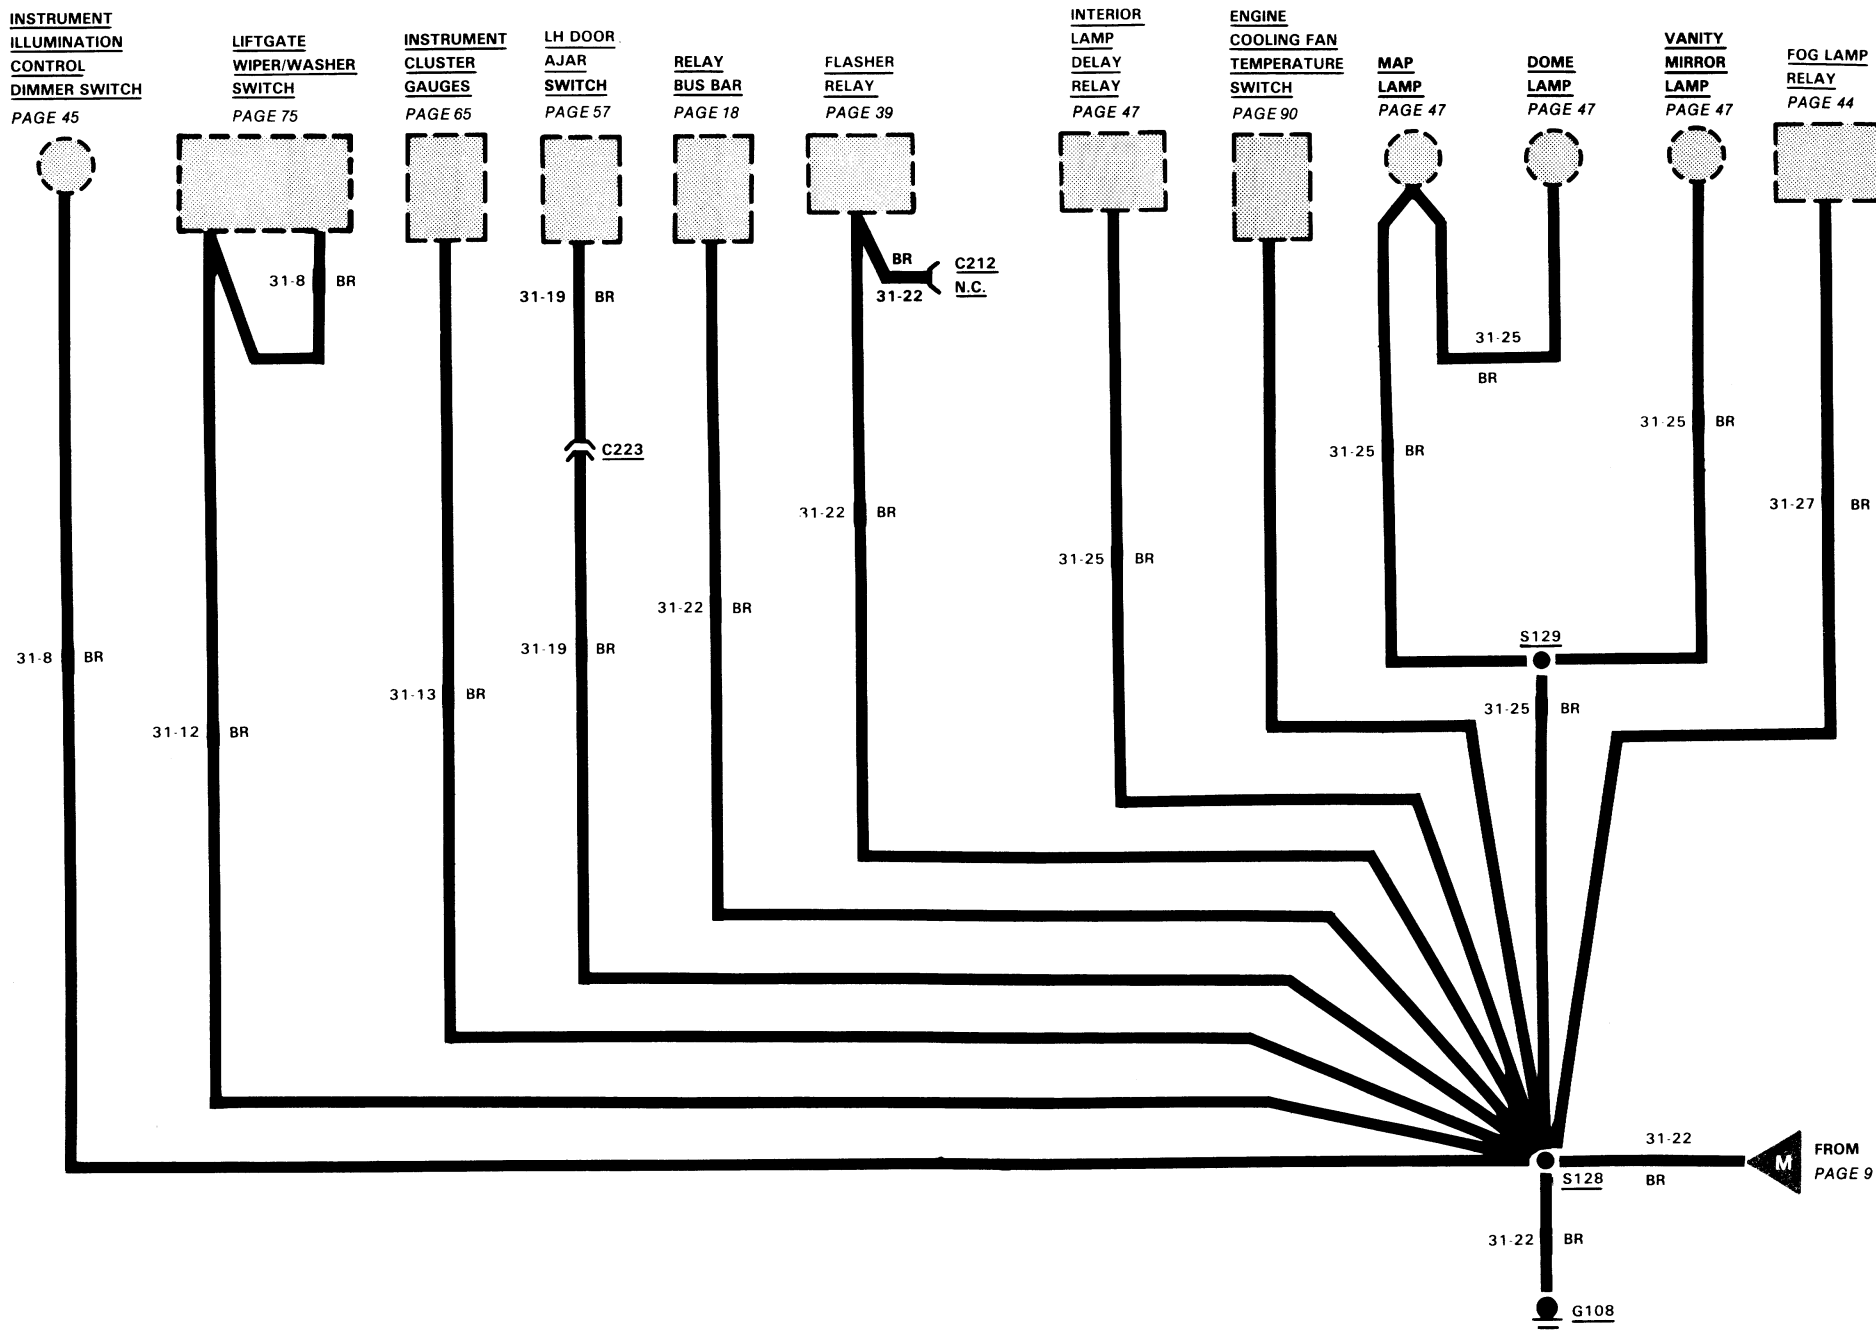 INSTRUMENT
ILLUMINATION
CONTROL
DIMMER SWITCH
PAGE 45
LIFTGATE
WIPER/WASHER
SWITCH
PAGE 75
INSTRUMENT
CLUSTER
GAUGES
PAGE 65
LH DOOR
AJAR
SWITCH
PAGE 57
RELAY
BUS BAR
PAGE 18
FLASHER
RELAY
PAGE 39
INTERIOR
LAMP
DELAY
RELAY
PAGE 47
ENGINE
COOLING FAN
TEMPERATURE
SWITCH
PAGE 90
MAP
LAMP
PAGE 47
DOME
LAMP
PAGE 47
VANITY
MIRROR
LAMP
PAGE 47
FOG LAMP
RELAY
PAGE 44
31-8 BR
31-19 BR
BR
31-22
C212
N.C.
31-25
BR
31-25 BR
C223
31-25 BR
31-27 BR
31-22 BR
31-25 BR
31-22 BR
31-8 BR
31-19 BR
S129
31-13 BR
31-25 BR
31-12 BR
31-22
BR
M
FROM
PAGE 9
S128
31-22 BR
G108